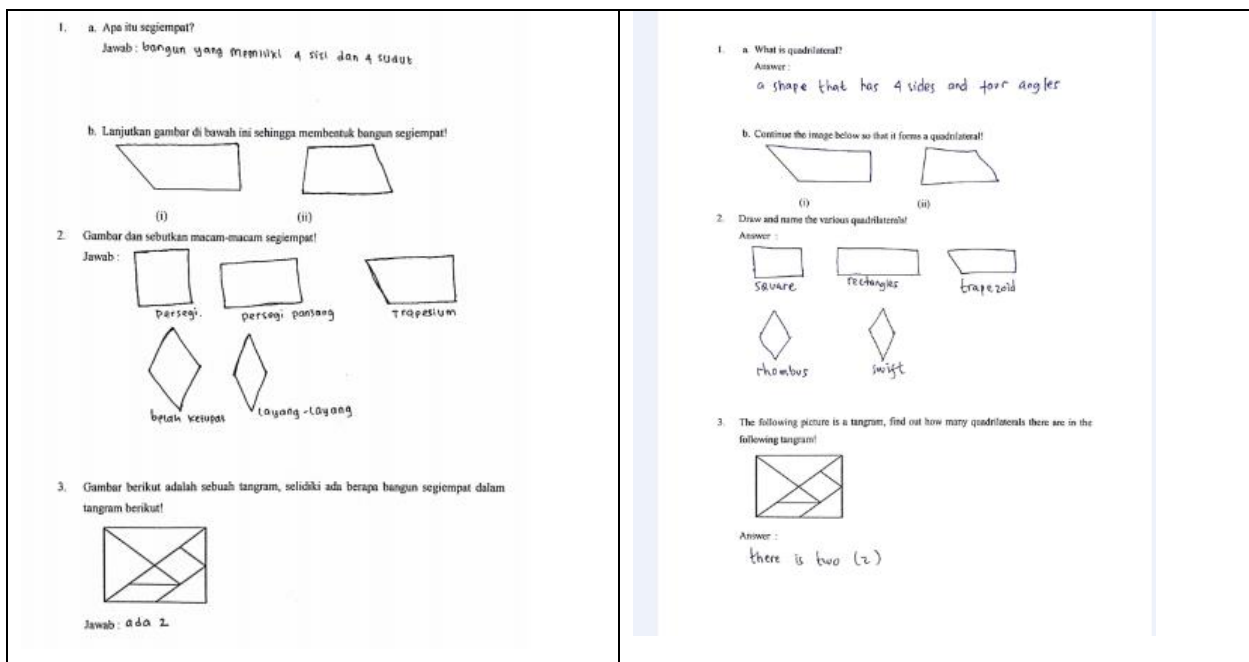 1. a. Apa itu segiempat?
Jawab : bangun yang memiliki 4 sisi dan 4 sudut
b. Lanjutkan gambar di bawah ini sehingga membentuk bangun segiempat!
(i) (ii)
2. Gambar dan sebutkan macam-macam segiempat!
Jawab :
persegi. persegi panjang Trapesium
belah ketupat layang-layang
3. Gambar berikut adalah sebuah tangram, selidiki ada berapa bangun segiempat dalam
tangram berikut!
Jawab : ada 2
1. a. What is quadrilateral?
Answer :
a shape that has 4 sides and four angles
b. Continue the image below so that it forms a quadrilateral!
(i) (ii)
2. Draw and name the various quadrilaterals!
Answer :
square rectangles trapezoid
rhombus swift
3. The following picture is a tangram, find out how many quadrilaterals there are in the
following tangram!
Answer :
there is two (2)